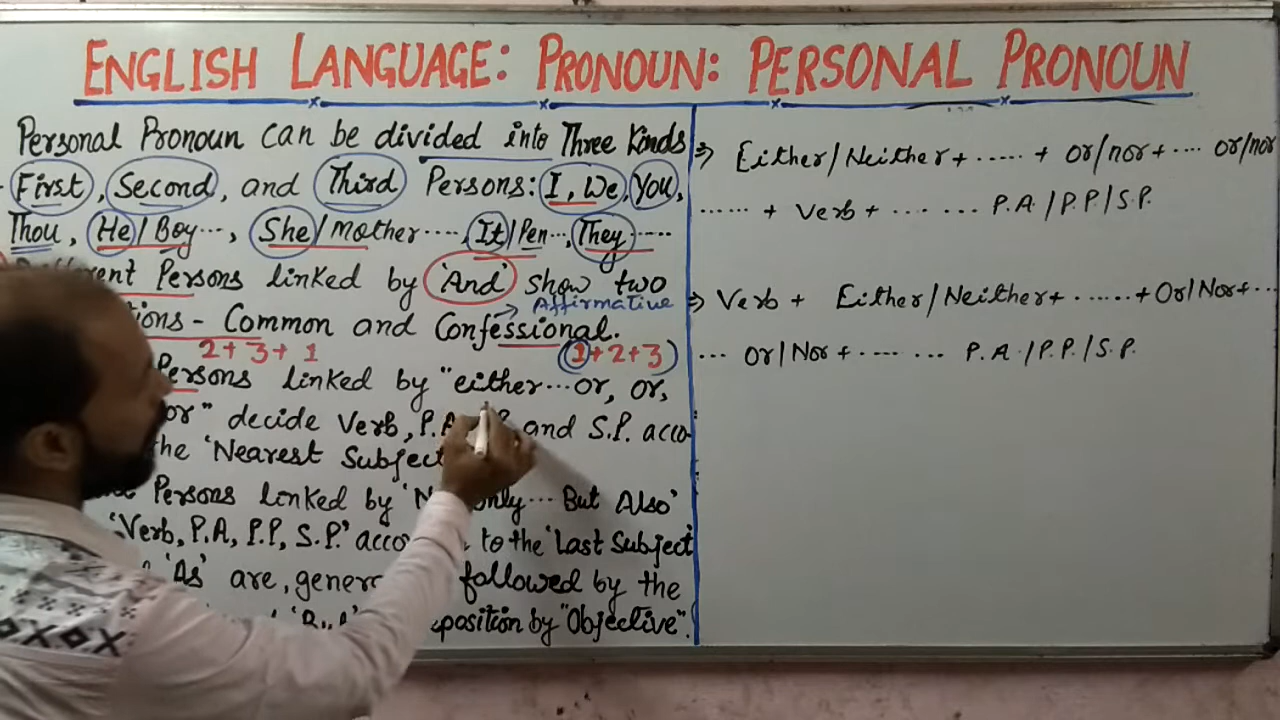 ENGLISH LANGUAGE: PRONOUN: PERSONAL PRONOUN
Personal Pronoun can be divided into Three Kinds
First, Second, and Third Persons: I, We, You,
Thou, He/Boy..., She/Mother...., It/Pen..., They.....
Persons linked by 'And' show two
→ Affirmative
- Common and Confessional.
2+3+1 (1+2+3)
Persons linked by "either...or, or,
or" decide Verb, and S.P. acco-
the 'Nearest Subject
Persons linked by only... But Also'
'Verb, P.A, P.P, S.P.' to the 'Last Subject
'As' are, followed by the
by "Objective".
⇒ Either/Neither + ...... + or/nor + .... or/nor
...... + Verb + ...... ... P.A./P.P./S.P.
⇒ Verb + Either/Neither + ...... + Or/Nor + ...
... or/Nor + ..... ... P.A./P.P./S.P.